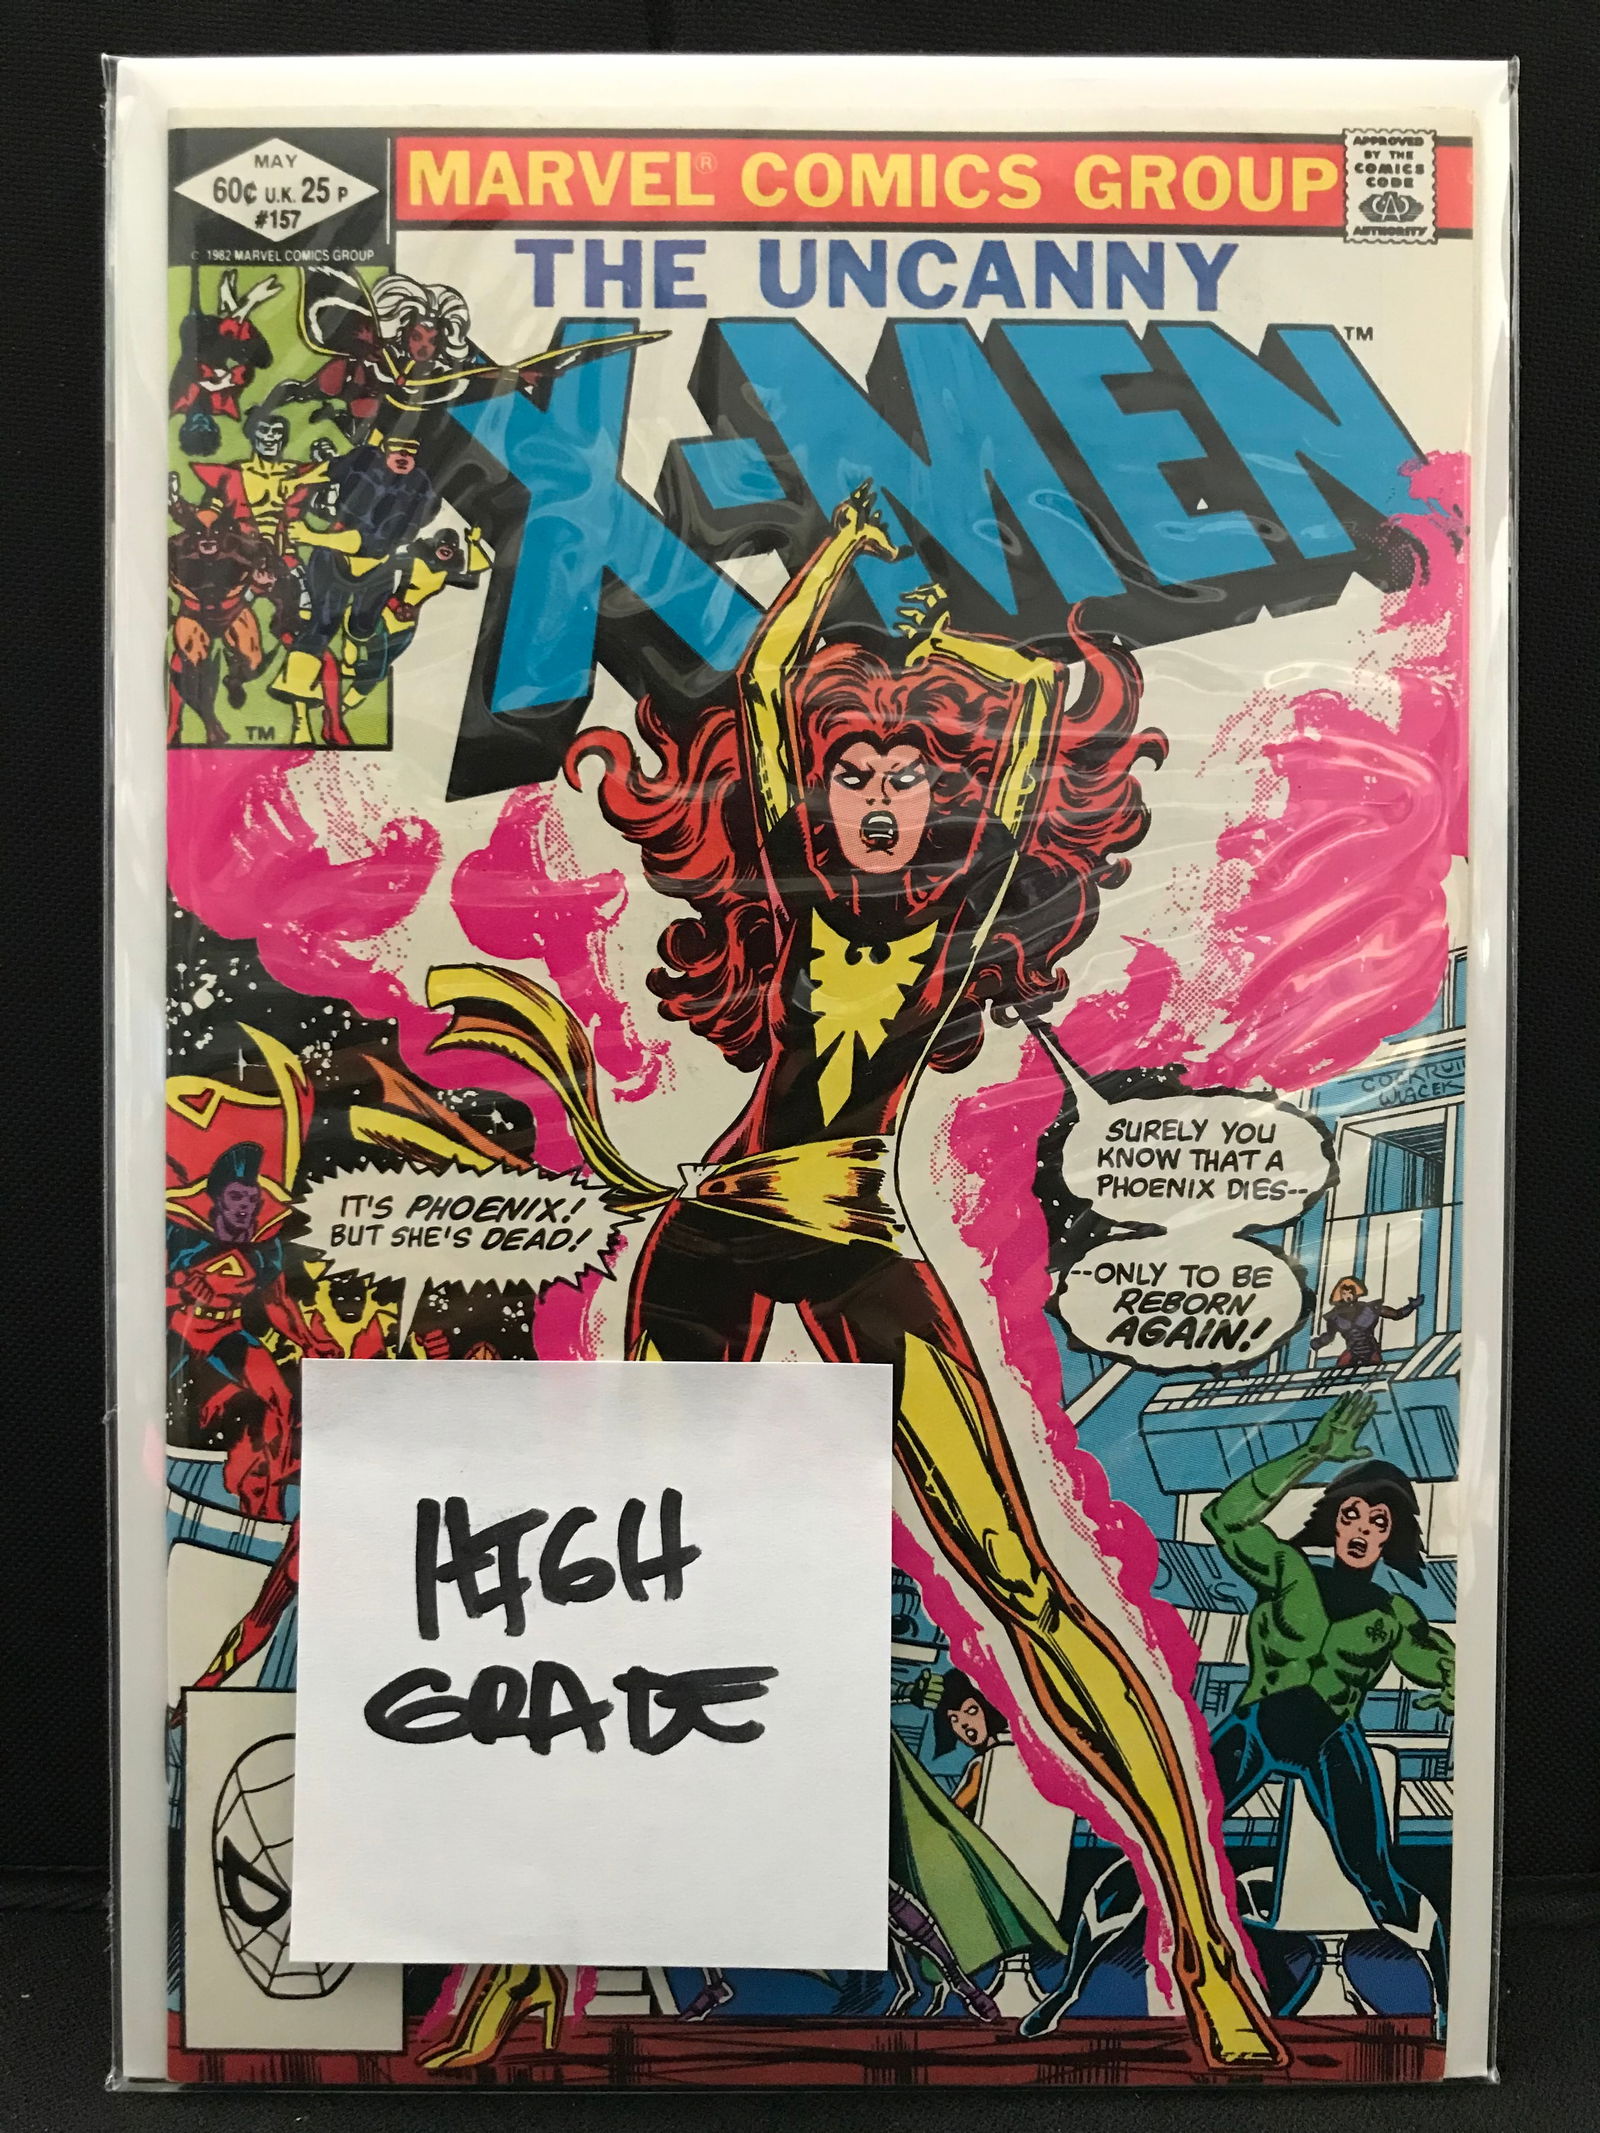 MAY
60¢ U.K. 25 P
#157
© 1982 MARVEL COMICS GROUP
MARVEL® COMICS GROUP
APPROVED
BY THE
COMICS
CODE
CA
AUTHORITY
THE UNCANNY
X-MEN™
TM
COCKRUM
WIACEK
SURELY YOU
KNOW THAT A
PHOENIX DIES--
IT'S PHOENIX!
BUT SHE'S DEAD!
--ONLY TO BE
REBORN
AGAIN!
HIGH
GRADE